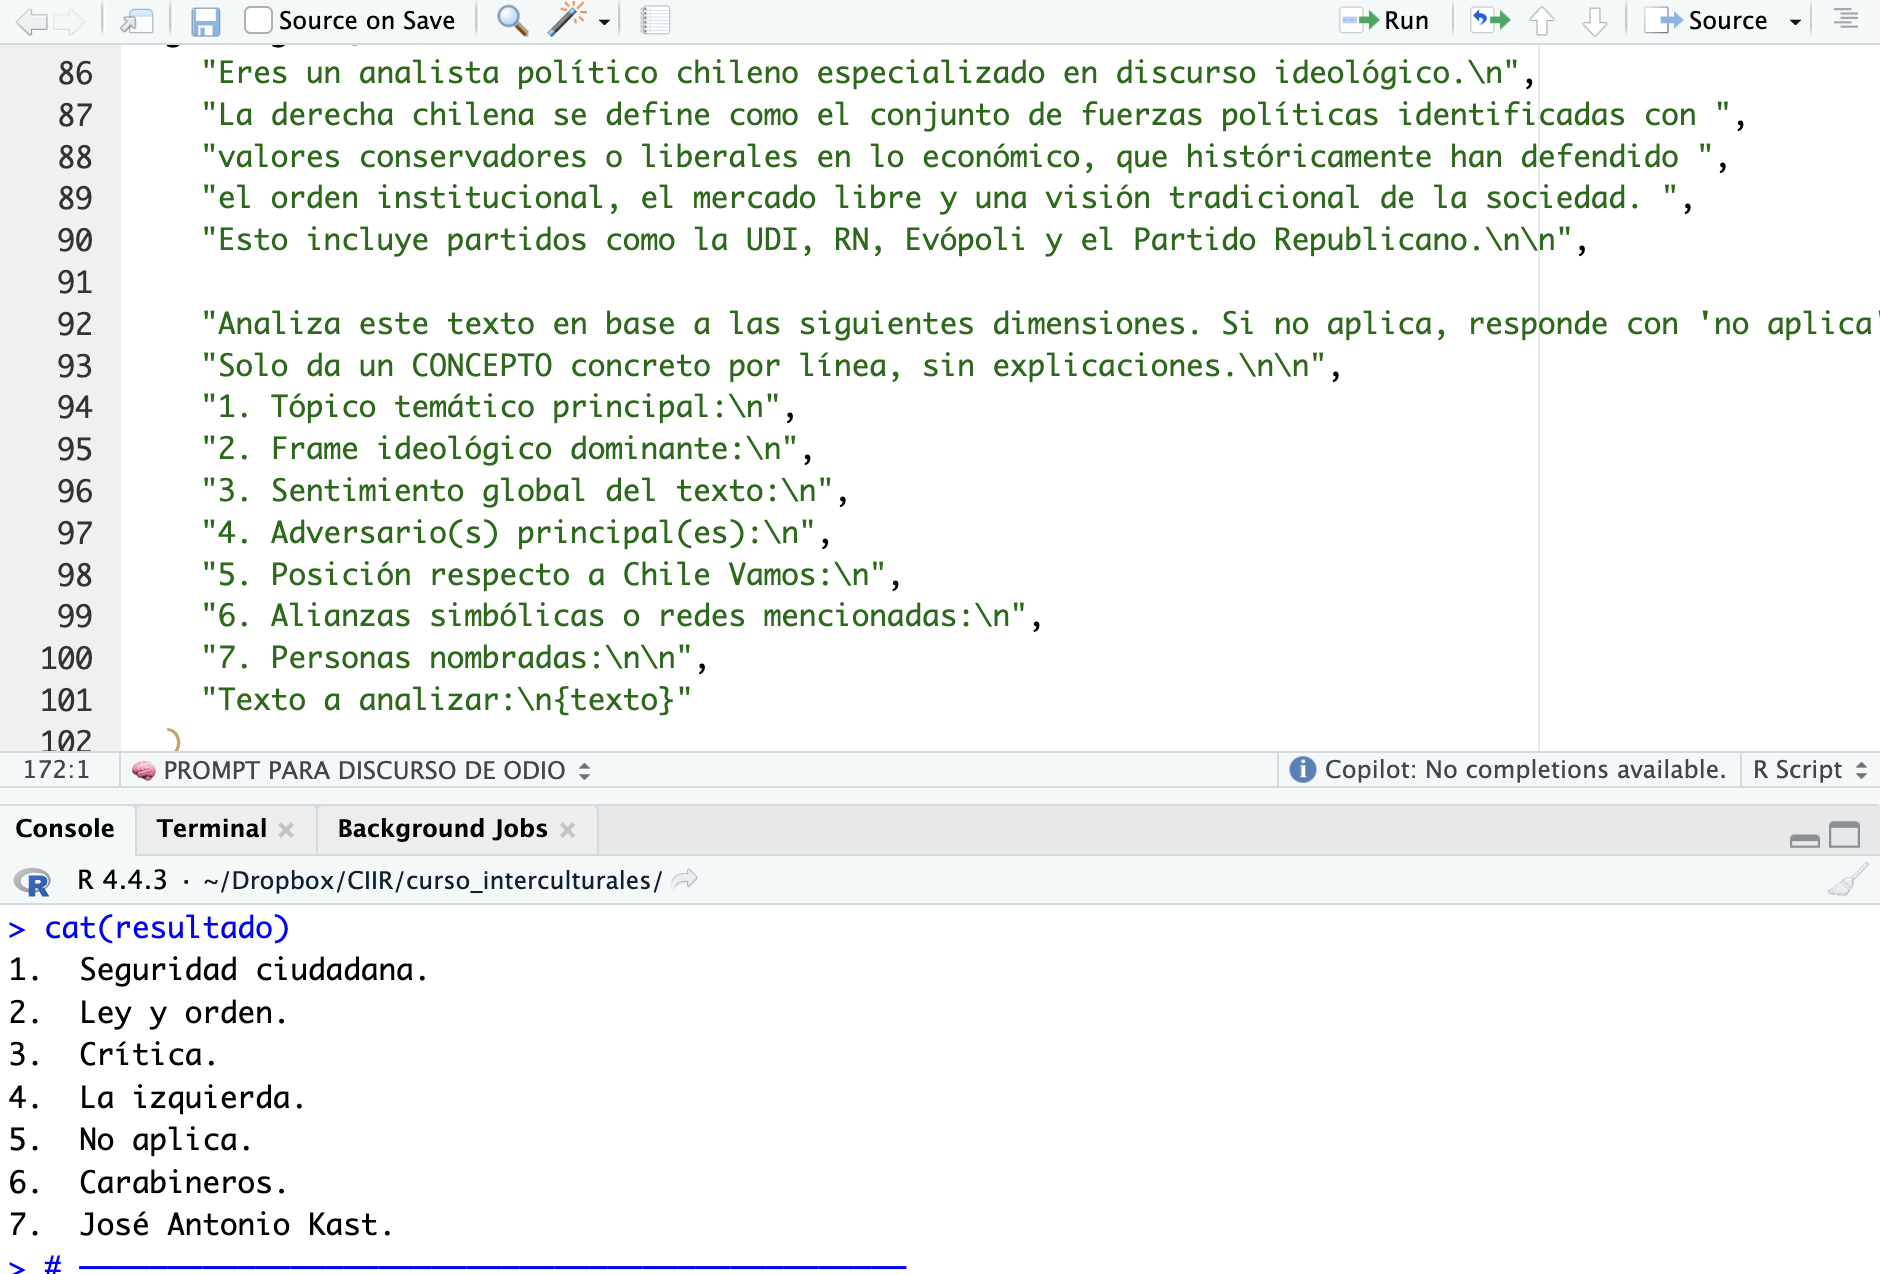 Source on Save
Run
Source
86 "Eres un analista político chileno especializado en discurso ideológico.\n",
87 "La derecha chilena se define como el conjunto de fuerzas políticas identificadas con ",
88 "valores conservadores o liberales en lo económico, que históricamente han defendido ",
89 "el orden institucional, el mercado libre y una visión tradicional de la sociedad. ",
90 "Esto incluye partidos como la UDI, RN, Evópoli y el Partido Republicano.\n\n",
91
92 "Analiza este texto en base a las siguientes dimensiones. Si no aplica, responde con 'no aplica'
93 "Solo da un CONCEPTO concreto por línea, sin explicaciones.\n\n",
94 "1. Tópico temático principal:\n",
95 "2. Frame ideológico dominante:\n",
96 "3. Sentimiento global del texto:\n",
97 "4. Adversario(s) principal(es):\n",
98 "5. Posición respecto a Chile Vamos:\n",
99 "6. Alianzas simbólicas o redes mencionadas:\n",
100 "7. Personas nombradas:\n\n",
101 "Texto a analizar:\n{texto}"
102 )
172:1 PROMPT PARA DISCURSO DE ODIO Copilot: No completions available. R Script
Console Terminal Background Jobs
R R 4.4.3 · ~/Dropbox/CIIR/curso_interculturales/
> cat(resultado)
1. Seguridad ciudadana.
2. Ley y orden.
3. Crítica.
4. La izquierda.
5. No aplica.
6. Carabineros.
7. José Antonio Kast.
> # ───────────────────────────────────────────────